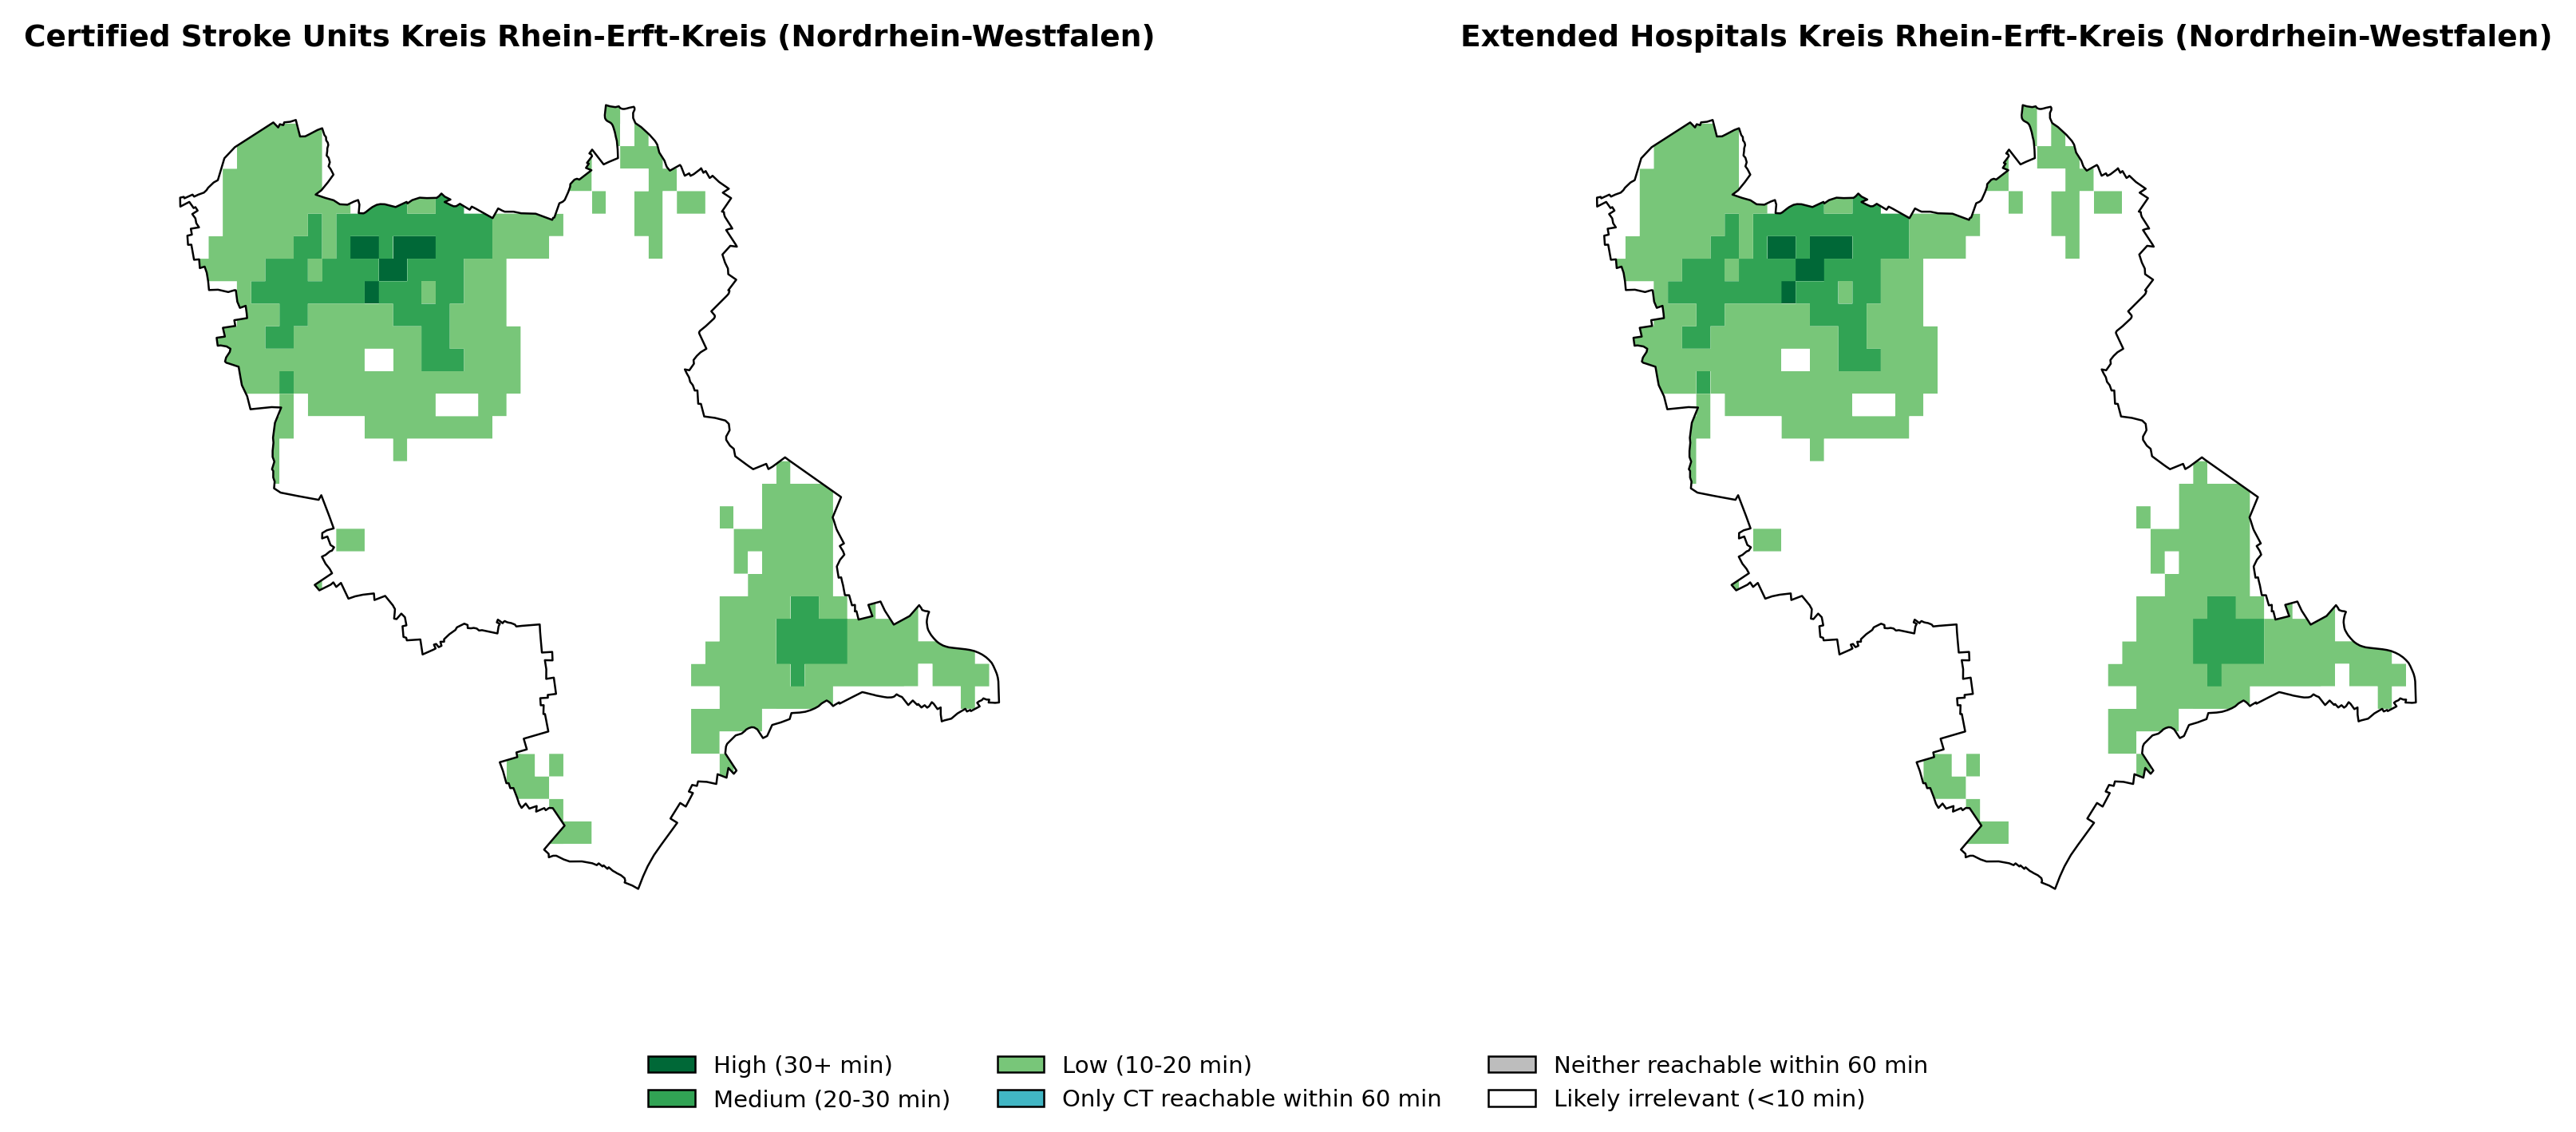 Certified Stroke Units Kreis Rhein-Erft-Kreis (Nordrhein-Westfalen)
Extended Hospitals Kreis Rhein-Erft-Kreis (Nordrhein-Westfalen)
High (30+ min)
Medium (20-30 min)
Low (10-20 min)
Only CT reachable within 60 min
Neither reachable within 60 min
Likely irrelevant (<10 min)